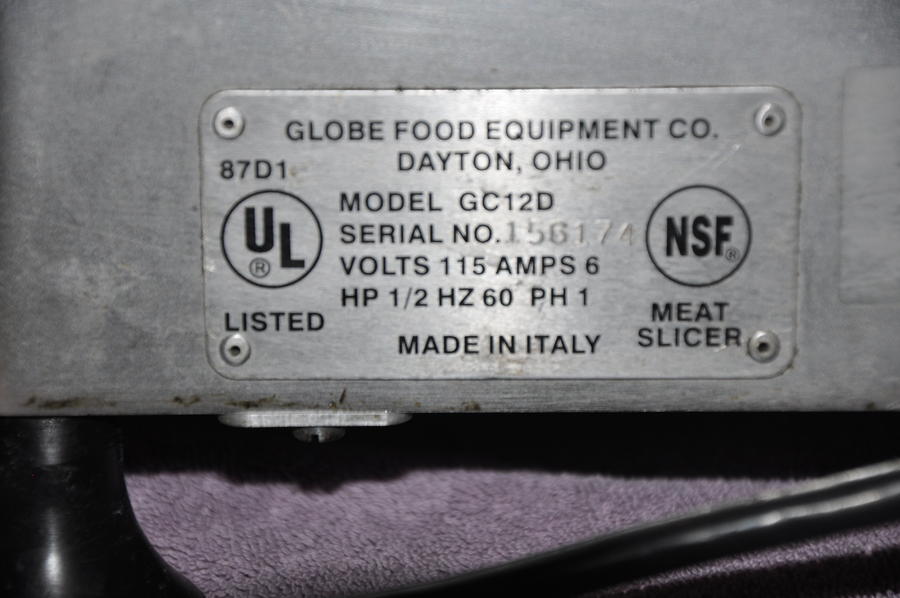 GLOBE FOOD EQUIPMENT CO.
DAYTON, OHIO
87D1
UL
®
LISTED
MODEL GC12D
SERIAL NO. 156174
VOLTS 115 AMPS 6
HP 1/2 HZ 60 PH 1
MADE IN ITALY
NSF®
MEAT
SLICER